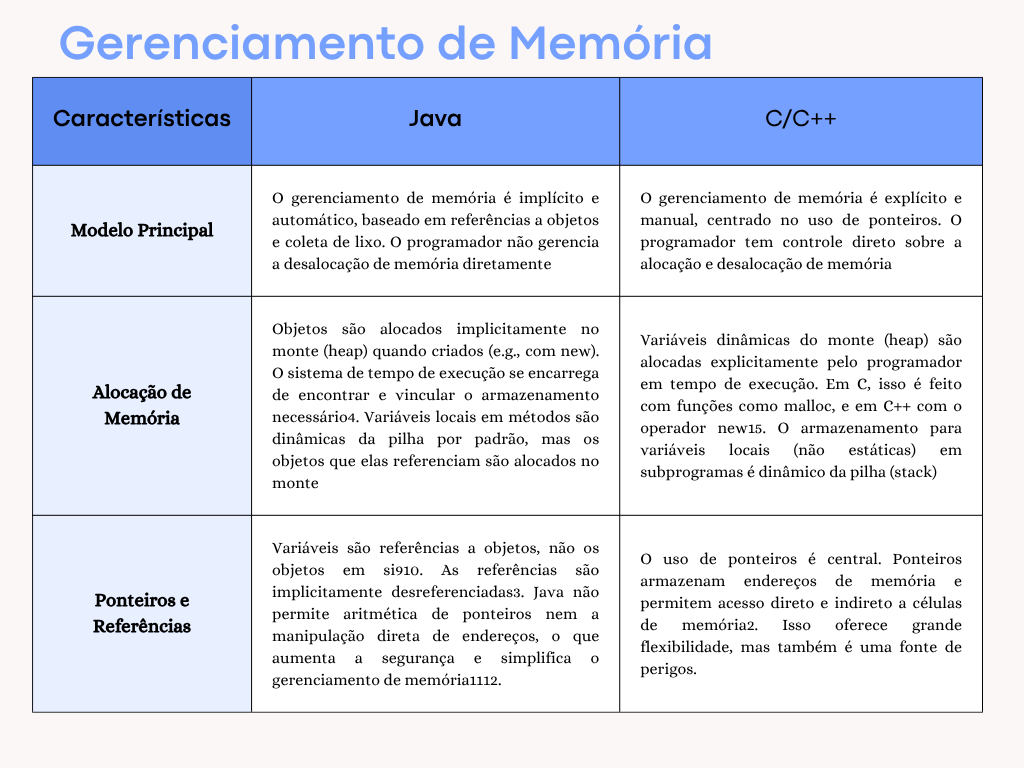 Gerenciamento de Memória
Características
Java
C/C++
Modelo Principal
O gerenciamento de memória é implícito e
automático, baseado em referências a objetos
e coleta de lixo. O programador não gerencia
a desalocação de memória diretamente
O gerenciamento de memória é explícito e
manual, centrado no uso de ponteiros. O
programador tem controle direto sobre a
alocação e desalocação de memória
Alocação de
Memória
Objetos são alocados implicitamente no
monte (heap) quando criados (e.g., com new).
O sistema de tempo de execução se encarrega
de encontrar e vincular o armazenamento
necessário4. Variáveis locais em métodos são
dinâmicas da pilha por padrão, mas os
objetos que elas referenciam são alocados no
monte
Variáveis dinâmicas do monte (heap) são
alocadas explicitamente pelo programador
em tempo de execução. Em C, isso é feito
com funções como malloc, e em C++ com o
operador new15. O armazenamento para
variáveis locais (não estáticas) em
subprogramas é dinâmico da pilha (stack)
Ponteiros e
Referências
Variáveis são referências a objetos, não os
objetos em si910. As referências são
implicitamente desreferenciadas3. Java não
permite aritmética de ponteiros nem a
manipulação direta de endereços, o que
aumenta a segurança e simplifica o
gerenciamento de memória1112.
O uso de ponteiros é central. Ponteiros
armazenam endereços de memória e
permitem acesso direto e indireto a células
de memória2. Isso oferece grande
flexibilidade, mas também é uma fonte de
perigos.